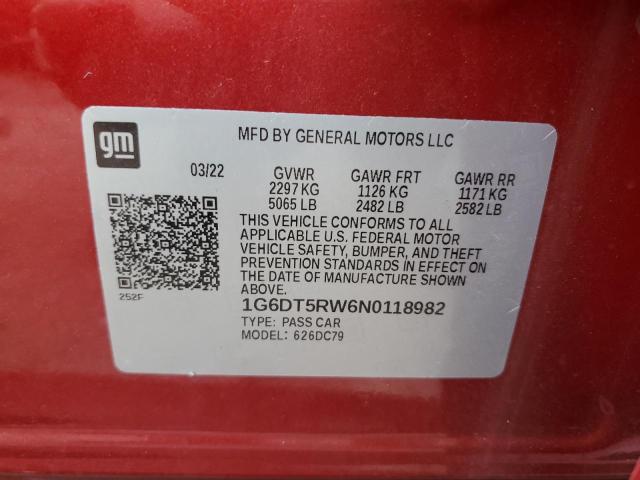 gm
MFD BY GENERAL MOTORS LLC
03/22 GVWR GAWR FRT GAWR RR
2297 KG 1126 KG 1171 KG
5065 LB 2482 LB 2582 LB
THIS VEHICLE CONFORMS TO ALL
APPLICABLE U.S. FEDERAL MOTOR
VEHICLE SAFETY, BUMPER, AND THEFT
PREVENTION STANDARDS IN EFFECT ON
THE DATE OF MANUFACTURE SHOWN
ABOVE.
252F
1G6DT5RW6N0118982
TYPE: PASS CAR
MODEL: 626DC79